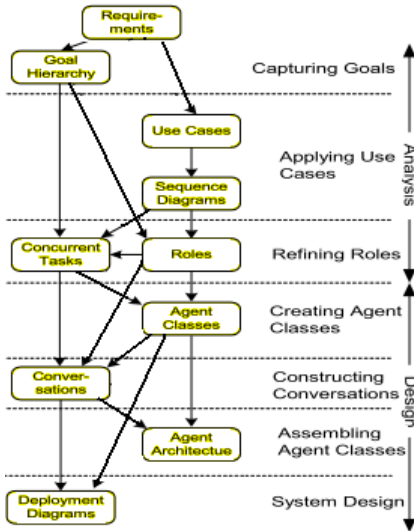 Require-
ments
Goal
Hierarchy
Capturing Goals
Use Cases
Applying Use
Cases
Sequence
Diagrams
Analysis
Concurrent
Tasks
Roles
Refining Roles
Agent
Classes
Creating Agent
Classes
Conver-
sations
Constructing
Conversations
Design
Agent
Architectue
Assembling
Agent Classes
Deployment
Diagrams
System Design